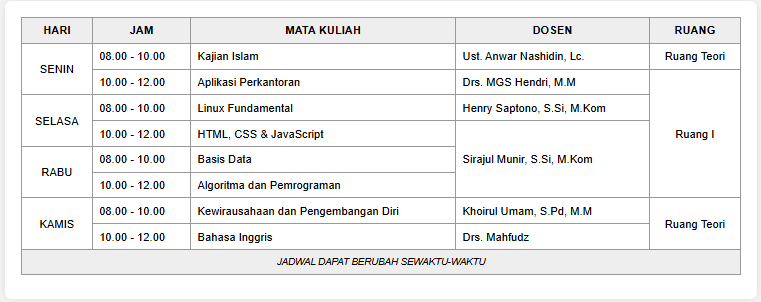 HARI JAM MATA KULIAH DOSEN RUANG
SENIN 08.00 - 10.00 Kajian Islam Ust. Anwar Nashidin, Lc. Ruang Teori
10.00 - 12.00 Aplikasi Perkantoran Drs. MGS Hendri, M.M Ruang I
SELASA 08.00 - 10.00 Linux Fundamental Henry Saptono, S.Si, M.Kom
10.00 - 12.00 HTML, CSS & JavaScript Sirajul Munir, S.Si, M.Kom
RABU 08.00 - 10.00 Basis Data
10.00 - 12.00 Algoritma dan Pemrograman
KAMIS 08.00 - 10.00 Kewirausahaan dan Pengembangan Diri Khoirul Umam, S.Pd, M.M Ruang Teori
10.00 - 12.00 Bahasa Inggris Drs. Mahfudz
JADWAL DAPAT BERUBAH SEWAKTU-WAKTU